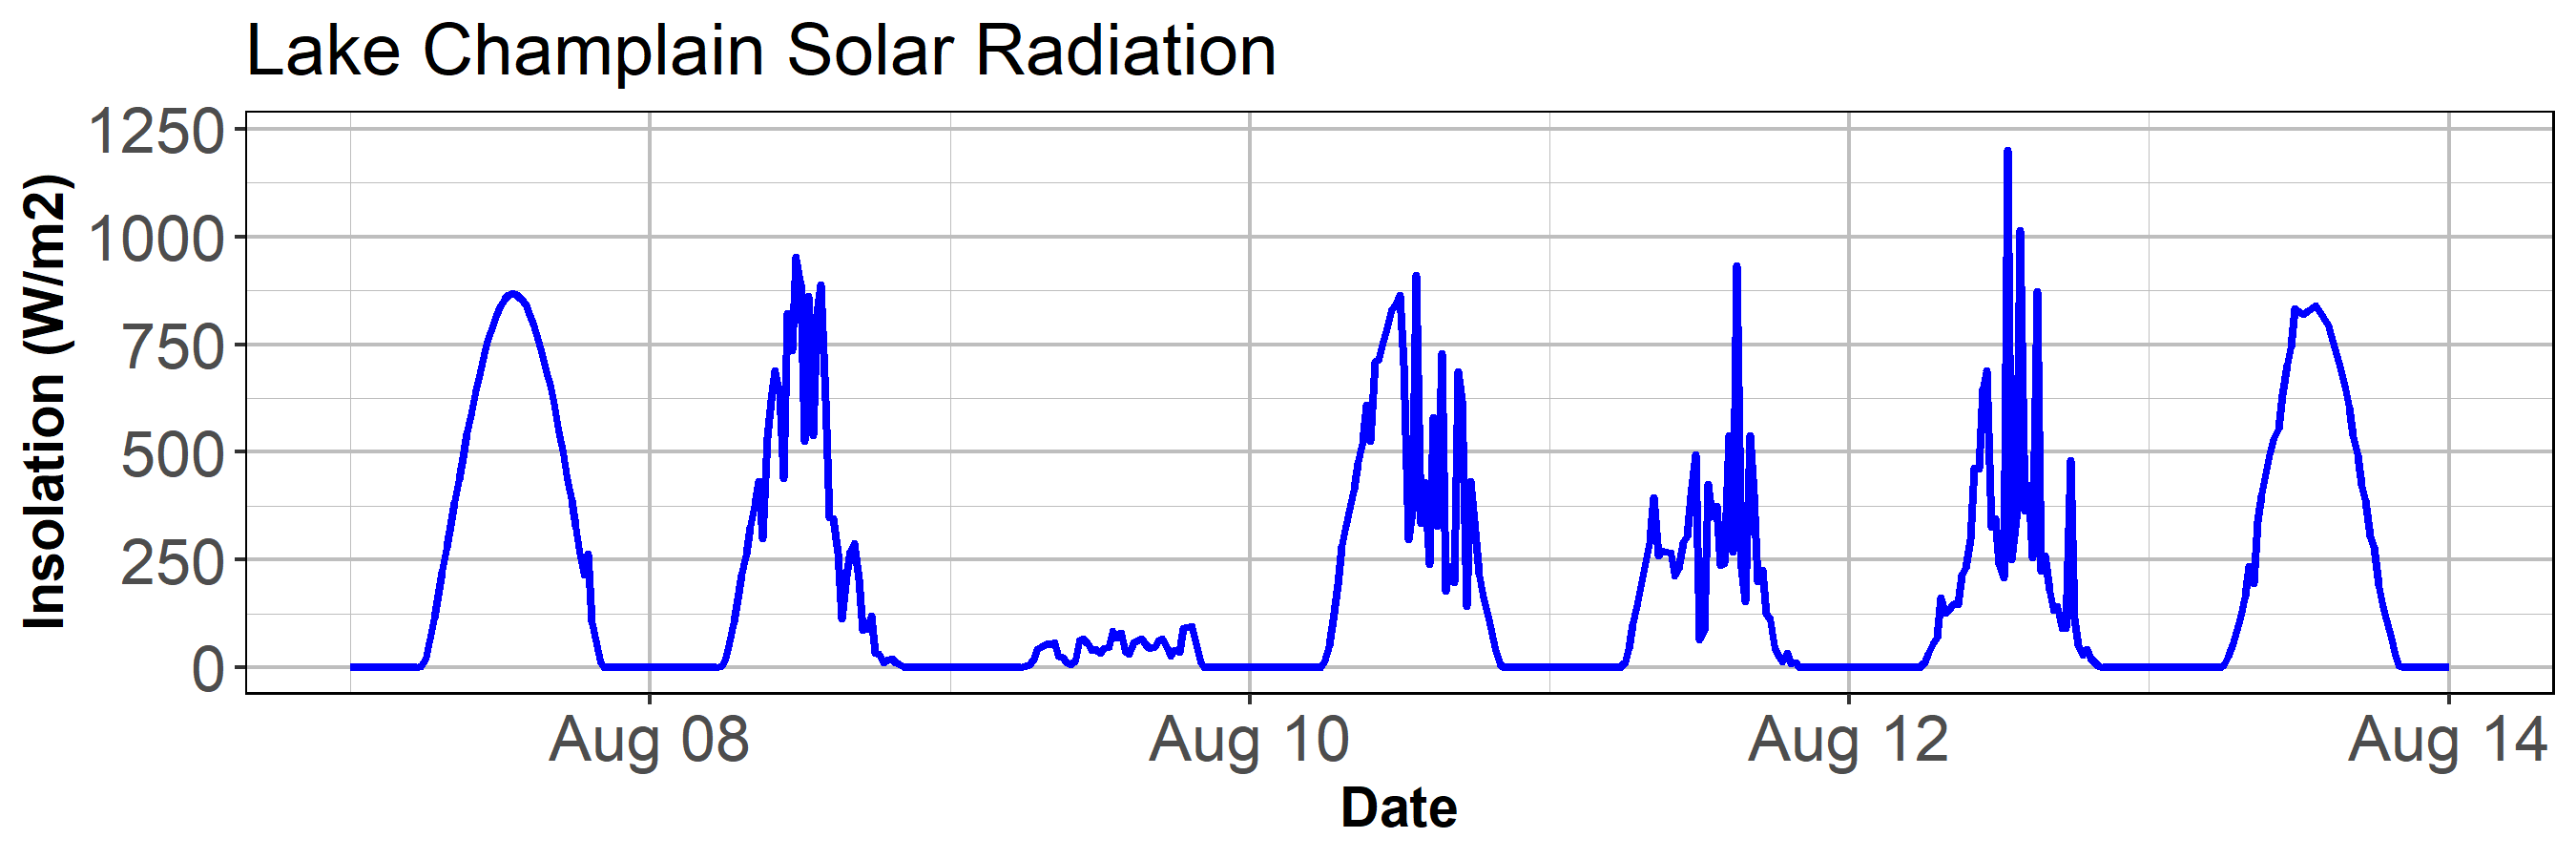 Lake Champlain Solar Radiation
Insolation (W/m2)
1250
1000
750
500
250
0
Aug 08
Aug 10
Aug 12
Aug 14
Date